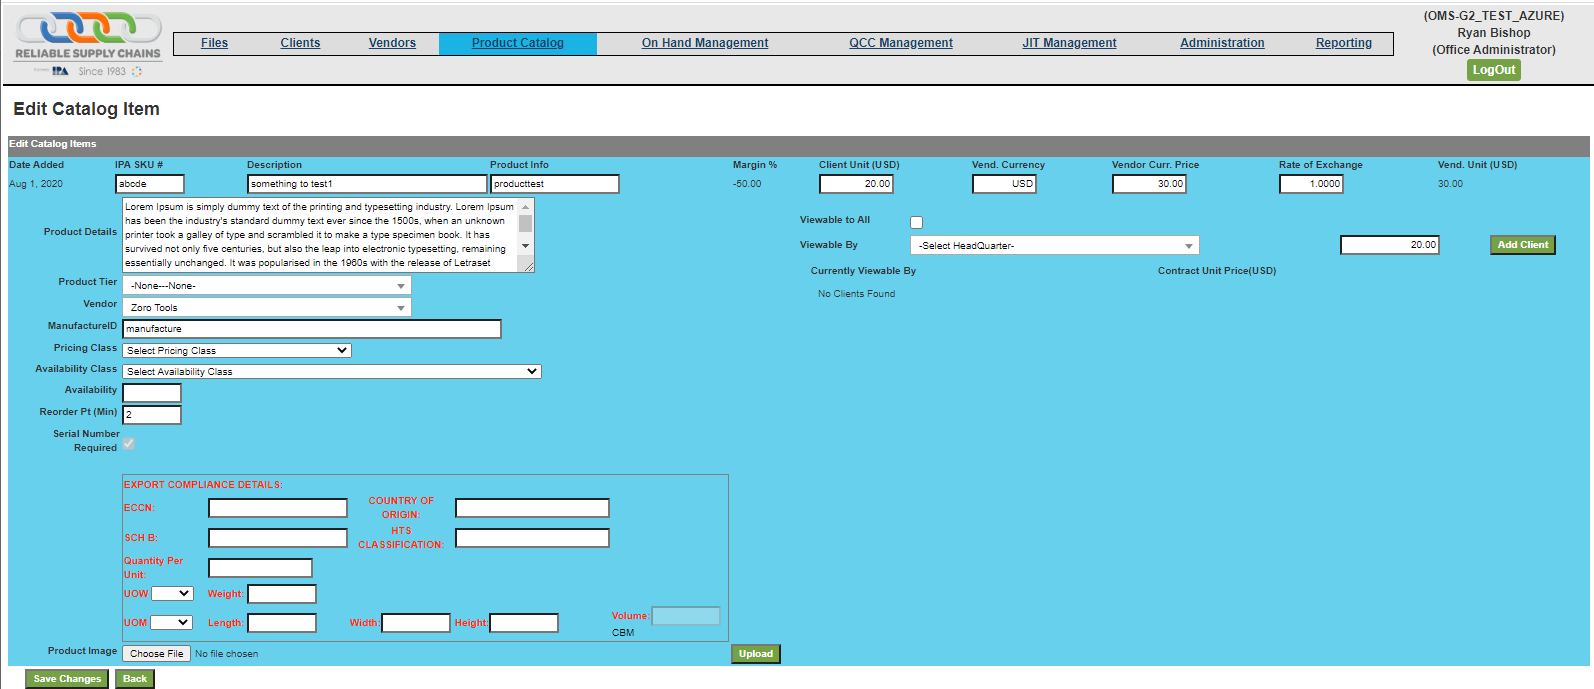 RELIABLE SUPPLY CHAINS
IPA Since 1983
Files Clients Vendors Product Catalog On Hand Management QCC Management JIT Management Administration Reporting
(OMS-G2_TEST_AZURE)
Ryan Bishop
(Office Administrator)
LogOut
Edit Catalog Item
Edit Catalog Items
Date Added IPA SKU # Description Product Info Margin % Client Unit (USD) Vend. Currency Vendor Curr. Price Rate of Exchange Vend. Unit (USD)
Aug 1, 2020 abcde something to test1 producttest -50.00 20.00 USD 30.00 1.0000 30.00
Product Details
Lorem Ipsum is simply dummy text of the printing and typesetting industry. Lorem Ipsum
has been the industry's standard dummy text ever since the 1500s, when an unknown
printer took a galley of type and scrambled it to make a type specimen book. It has
survived not only five centuries, but also the leap into electronic typesetting, remaining
essentially unchanged. It was popularised in the 1960s with the release of Letraset
Viewable to All
Viewable By -Select HeadQuarter- 20.00 Add Client
Currently Viewable By Contract Unit Price(USD)
No Clients Found
Product Tier -None---None-
Vendor Zoro Tools
ManufactureID manufacture
Pricing Class Select Pricing Class
Availability Class Select Availability Class
Availability
Reorder Pt (Min) 2
Serial Number
Required
EXPORT COMPLIANCE DETAILS:
ECCN: COUNTRY OF
ORIGIN:
SCH B: HTS
CLASSIFICATION:
Quantity Per
Unit:
UOW Weight:
UOM Length: Width: Height: Volume:
CBM
Product Image Choose File No file chosen Upload
Save Changes Back